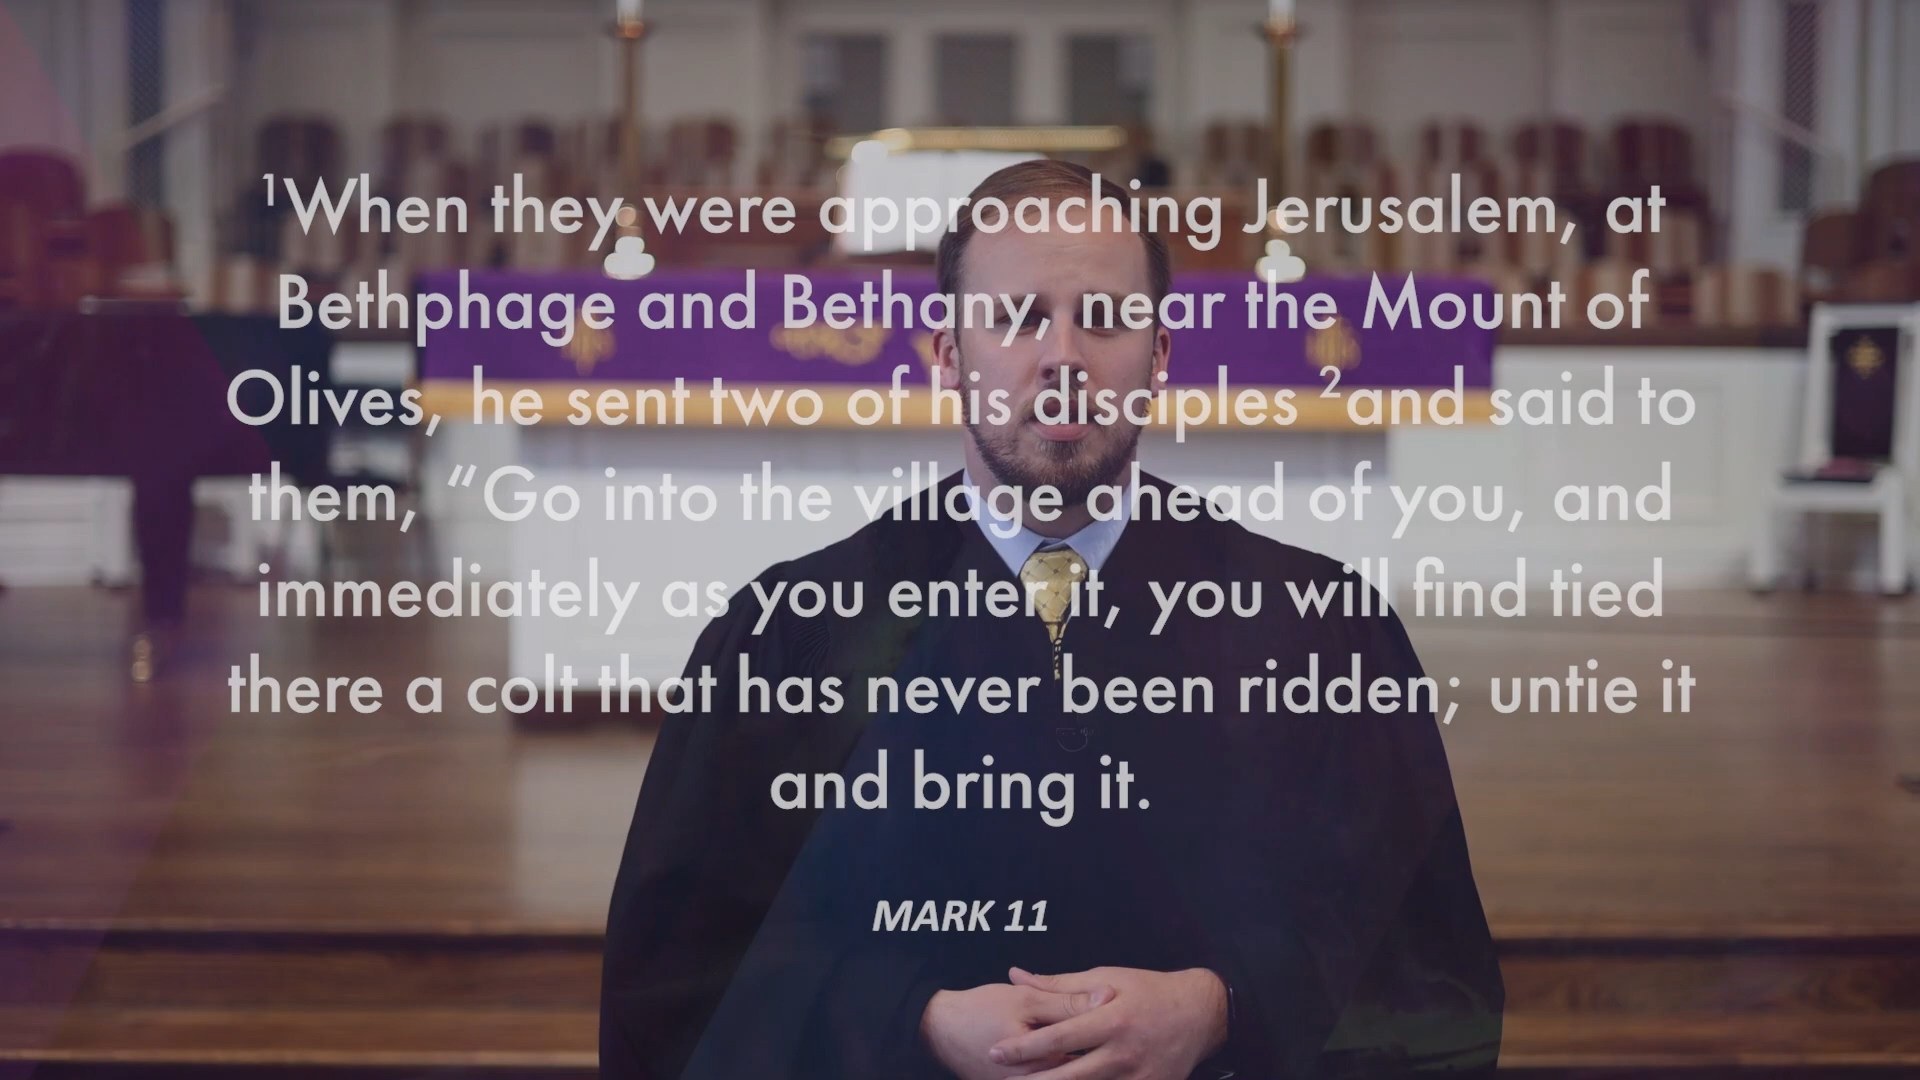 ¹When they were approaching Jerusalem, at
Bethphage and Bethany, near the Mount of
Olives, he sent two of his disciples ²and said to
them, “Go into the village ahead of you, and
immediately as you enter it, you will find tied
there a colt that has never been ridden; untie it
and bring it.
MARK 11